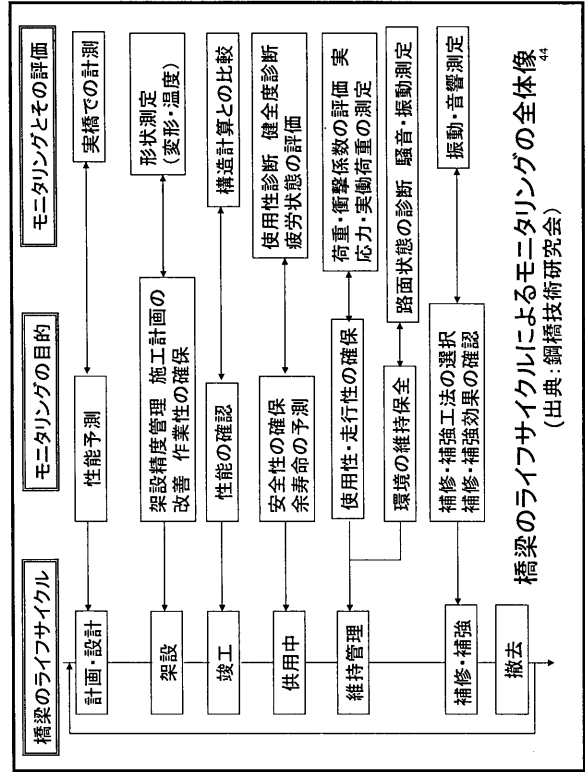 橋梁のライフサイクル
モニタリングの目的
モニタリングとその評価
計画・設計
性能予測
実橋での計測
架設
架設精度管理 施工計画の
改善 作業性の確保
形状測定
(変形・温度)
竣工
性能の確認
構造計算との比較
供用中
安全性の確保
余寿命の予測
使用性診断 健全度診断
疲労状態の評価
維持管理
使用性・走行性の確保
荷重・衝撃係数の評価 実
応力・実働荷重の測定
環境の維持保全
路面状態の診断 騒音・振動測定
補修・補強
補修・補強工法の選択
補修・補強効果の確認
振動・音響測定
撤去
橋梁のライフサイクルによるモニタリングの全体像
(出典:鋼橋技術研究会)
44